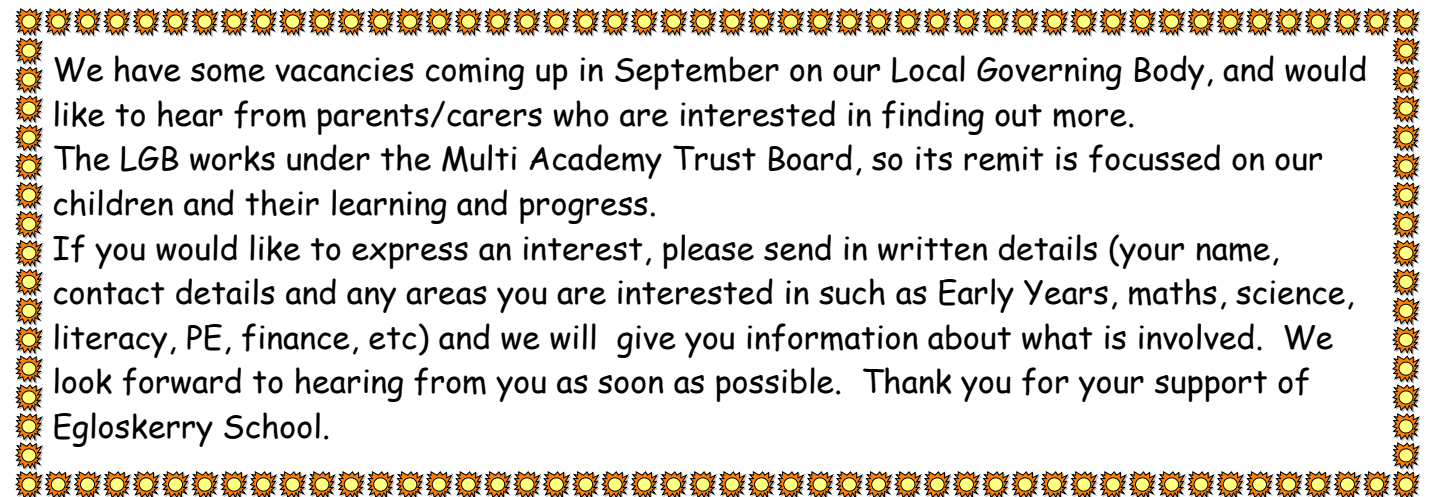 We have some vacancies coming up in September on our Local Governing Body, and would
like to hear from parents/carers who are interested in finding out more.
The LGB works under the Multi Academy Trust Board, so its remit is focussed on our
children and their learning and progress.
If you would like to express an interest, please send in written details (your name,
contact details and any areas you are interested in such as Early Years, maths, science,
literacy, PE, finance, etc) and we will  give you information about what is involved.  We
look forward to hearing from you as soon as possible.  Thank you for your support of
Egloskerry School.